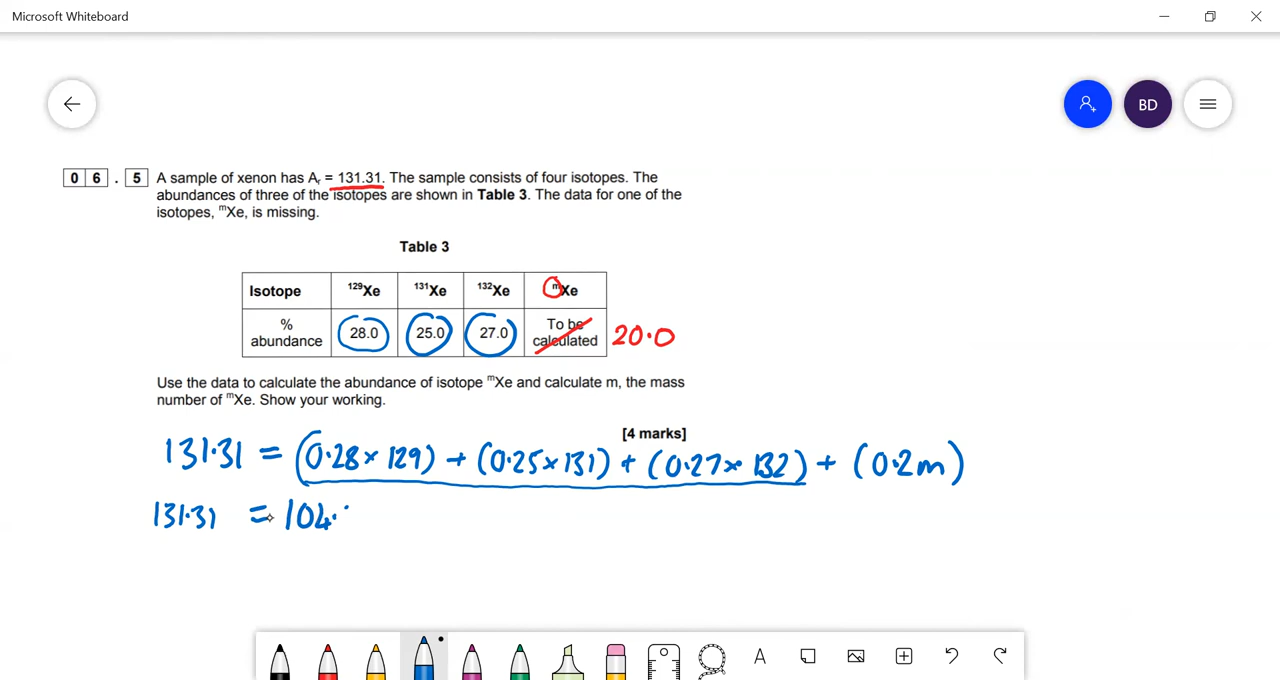 Microsoft Whiteboard
BD
0 6 . 5 A sample of xenon has Ar = 131.31. The sample consists of four isotopes. The
abundances of three of the isotopes are shown in Table 3. The data for one of the
isotopes, ᵐXe, is missing.
Table 3
Isotope ¹²⁹Xe ¹³¹Xe ¹³²Xe ᵐXe
% abundance 28.0 25.0 27.0 To be calculated 20.0
Use the data to calculate the abundance of isotope ᵐXe and calculate m, the mass
number of ᵐXe. Show your working.
[4 marks]
131.31 = (0.28 × 129) + (0.25 × 131) + (0.27 × 132) + (0.2m)
131.31 = 104.
A